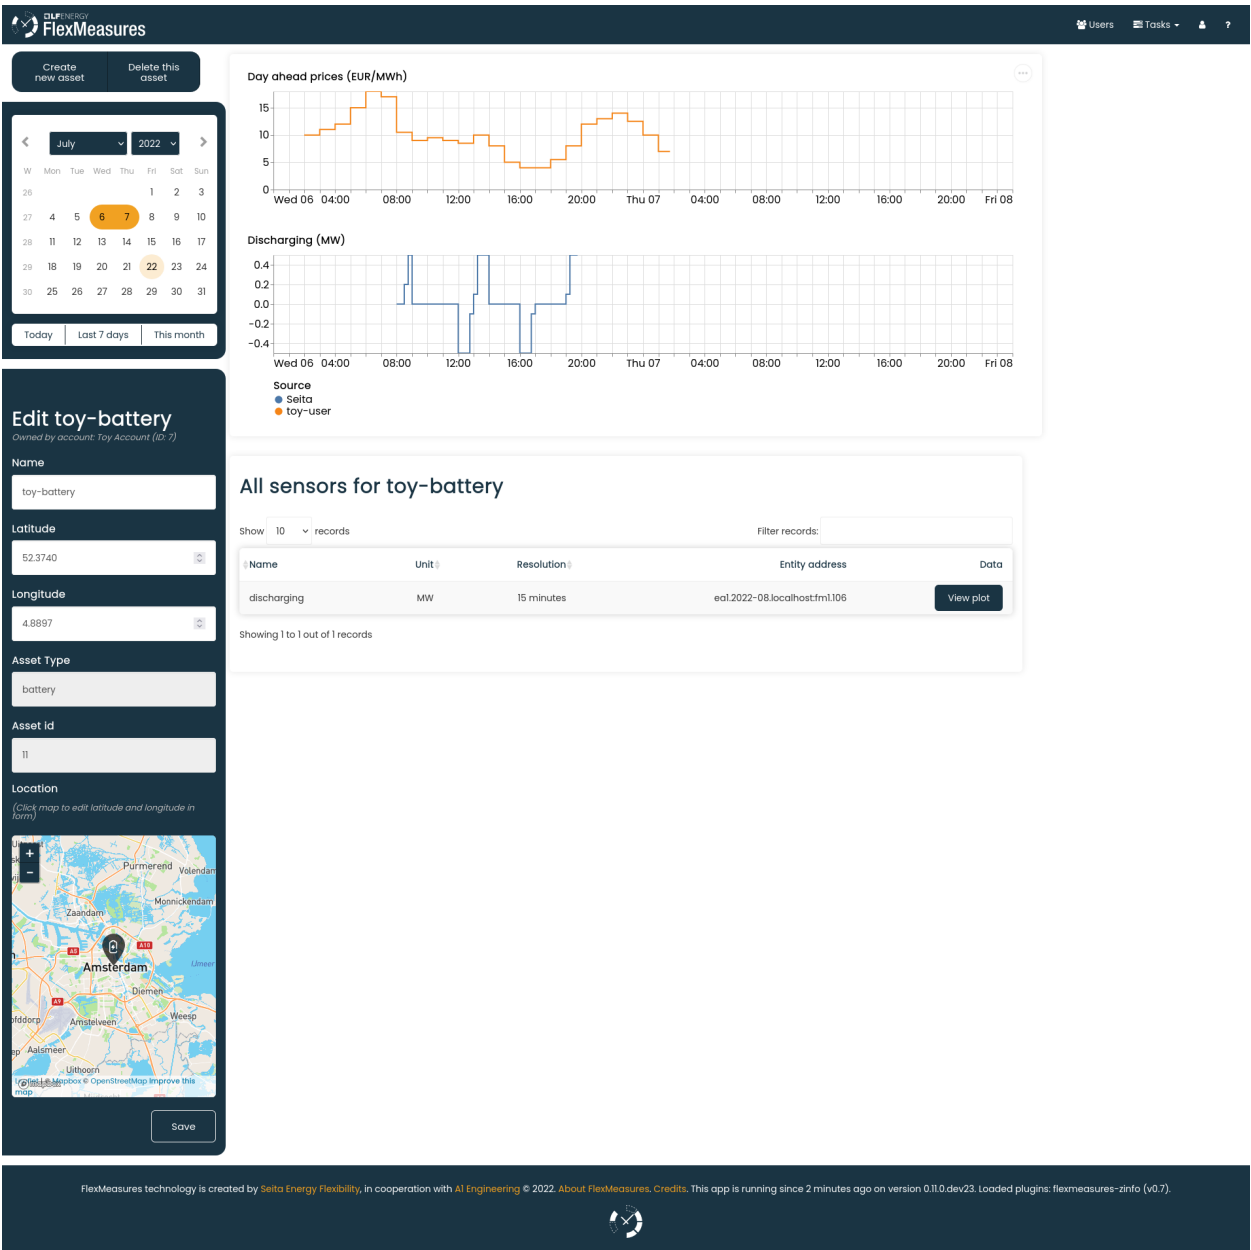 LFENERGY
FlexMeasures
Users
Tasks
?
Create new asset
Delete this asset
July
2022
W Mon Tue Wed Thu Fri Sat Sun
26 1 2 3
27 4 5 6 7 8 9 10
28 11 12 13 14 15 16 17
29 18 19 20 21 22 23 24
30 25 26 27 28 29 30 31
Today Last 7 days This month
Day ahead prices (EUR/MWh)
15
10
5
0
Wed 06 04:00 08:00 12:00 16:00 20:00 Thu 07 04:00 08:00 12:00 16:00 20:00 Fri 08
Discharging (MW)
0.4
0.2
0.0
−0.2
−0.4
Wed 06 04:00 08:00 12:00 16:00 20:00 Thu 07 04:00 08:00 12:00 16:00 20:00 Fri 08
Source
Seita
toy-user
Edit toy-battery
Owned by account: Toy Account (ID: 7)
Name
toy-battery
Latitude
52.3740
Longitude
4.8897
Asset Type
battery
Asset id
11
Location
(Click map to edit latitude and longitude in
form)
+
−
Purmerend
Volendam
Monnickendam
Zaandam
A8
A10
Amsterdam
IJmeer
Diemen
A9
Amstelveen
Weesp
Aalsmeer
Uithoorn
Mapbox © OpenStreetMap Improve this
map
Save
All sensors for toy-battery
Show 10 records
Filter records:
Name Unit Resolution Entity address Data
discharging MW 15 minutes ea1.2022-08.localhost:fm1.106 View plot
Showing 1 to 1 out of 1 records
FlexMeasures technology is created by Seita Energy Flexibility, in cooperation with A1 Engineering © 2022. About FlexMeasures. Credits. This app is running since 2 minutes ago on version 0.11.0.dev23. Loaded plugins: flexmeasures-zinfo (v0.7).